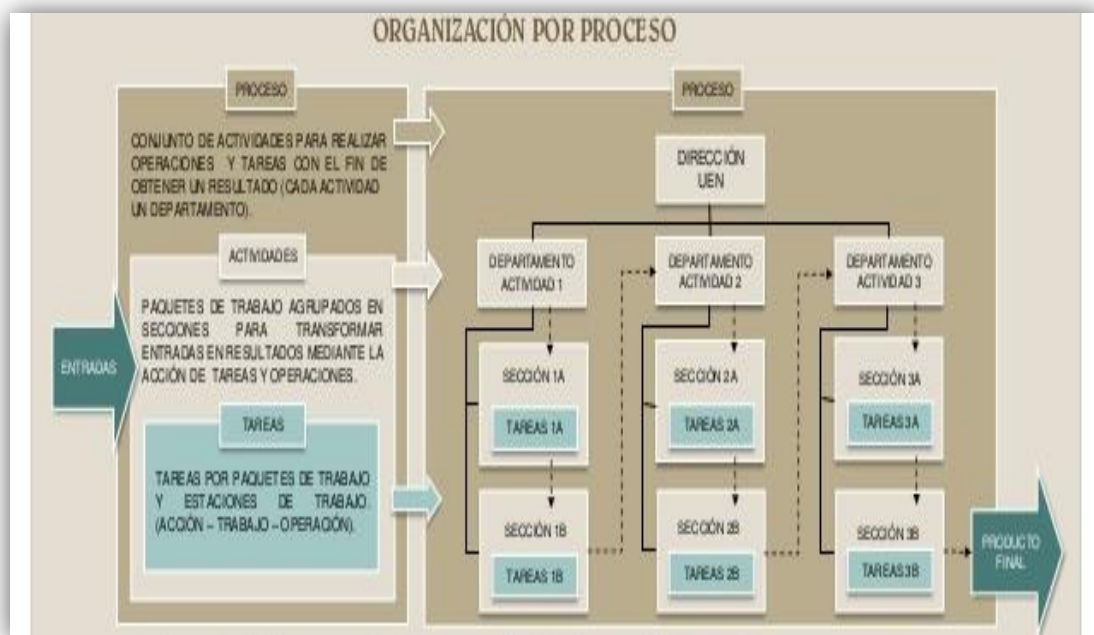 ORGANIZACIÓN POR PROCESO
PROCESO
CONJUNTO DE ACTIVIDADES PARA REALIZAR
OPERACIONES Y TAREAS CON EL FIN DE
OBTENER UN RESULTADO (CADA ACTIVIDAD
UN DEPARTAMENTO).
ACTIVIDADES
PAQUETES DE TRABAJO AGRUPADOS EN
SECCIONES PARA TRANSFORMAR
ENTRADAS EN RESULTADOS MEDIANTE LA
ACCIÓN DE TAREAS Y OPERACIONES.
ENTRADAS
TAREAS
TAREAS POR PAQUETES DE TRABAJO
Y ESTACIONES DE TRABAJO.
(ACCIÓN – TRABAJO – OPERACIÓN).
PROCESO
DIRECCIÓN
UEN
DEPARTAMENTO
ACTIVIDAD 1
SECCIÓN 1A
TAREAS 1A
SECCIÓN 1B
TAREAS 1B
DEPARTAMENTO
ACTIVIDAD 2
SECCIÓN 2A
TAREAS 2A
SECCIÓN 2B
TAREAS 2B
DEPARTAMENTO
ACTIVIDAD 3
SECCIÓN 3A
TAREAS 3A
SECCIÓN 3B
TAREAS 3B
PRODUCTO
FINAL